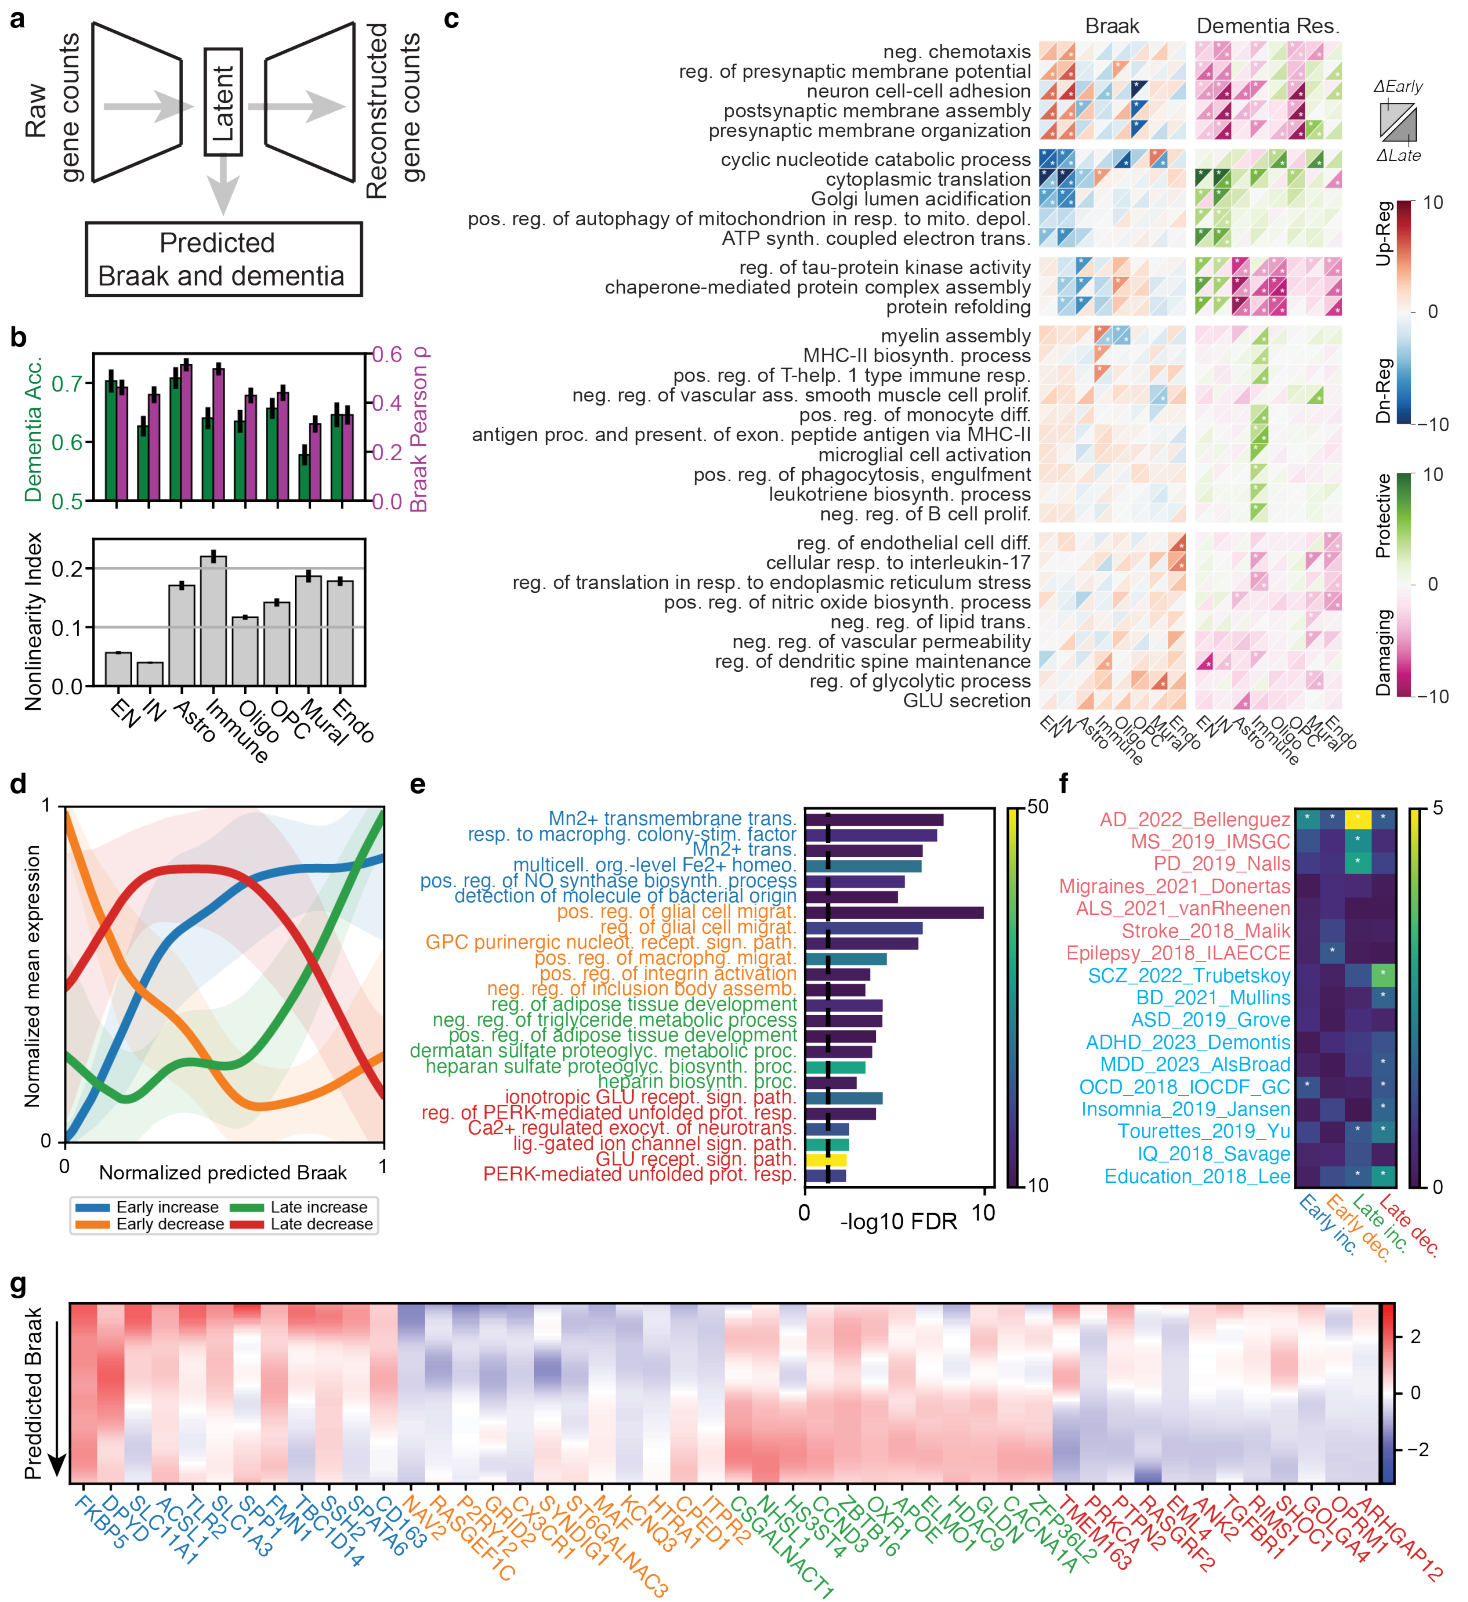 a
Raw
gene counts
Latent
Reconstructed
gene counts
Predicted
Braak and dementia
b
Dementia Acc.
0.7
0.6
0.5
0.6
0.4
0.2
0.0
Braak Pearson ρ
Nonlinearity Index
0.2
0.1
0.0
EN
IN
Astro
Immune
Oligo
OPC
Mural
Endo
c
Braak
Dementia Res.
neg. chemotaxis
reg. of presynaptic membrane potential
neuron cell-cell adhesion
postsynaptic membrane assembly
presynaptic membrane organization
cyclic nucleotide catabolic process
cytoplasmic translation
Golgi lumen acidification
pos. reg. of autophagy of mitochondrion in resp. to mito. depol.
ATP synth. coupled electron trans.
reg. of tau-protein kinase activity
chaperone-mediated protein complex assembly
protein refolding
myelin assembly
MHC-II biosynth. process
pos. reg. of T-help. 1 type immune resp.
neg. reg. of vascular ass. smooth muscle cell prolif.
pos. reg. of monocyte diff.
antigen proc. and present. of exon. peptide antigen via MHC-II
microglial cell activation
pos. reg. of phagocytosis, engulfment
leukotriene biosynth. process
neg. reg. of B cell prolif.
reg. of endothelial cell diff.
cellular resp. to interleukin-17
reg. of translation in resp. to endoplasmic reticulum stress
pos. reg. of nitric oxide biosynth. process
neg. reg. of lipid trans.
neg. reg. of vascular permeability
reg. of dendritic spine maintenance
reg. of glycolytic process
GLU secretion
EN
IN
Astro
Immune
Oligo
OPC
Mural
Endo
EN
IN
Astro
Immune
Oligo
OPC
Mural
Endo
ΔEarly
ΔLate
Up-Reg
Dn-Reg
10
0
−10
Protective
Damaging
10
0
−10
d
Normalized mean expression
1
0
0
1
Normalized predicted Braak
Early increase
Early decrease
Late increase
Late decrease
e
Mn2+ transmembrane trans.
resp. to macrophg. colony-stim. factor
Mn2+ trans.
multicell. org.-level Fe2+ homeo.
pos. reg. of NO synthase biosynth. process
detection of molecule of bacterial origin
pos. reg. of glial cell migrat.
reg. of glial cell migrat.
GPC purinergic nucleot. recept. sign. path.
pos. reg. of macrophg. migrat.
pos. reg. of integrin activation
neg. reg. of inclusion body assemb.
reg. of adipose tissue development
neg. reg. of triglyceride metabolic process
pos. reg. of adipose tissue development
dermatan sulfate proteoglyc. metabolic proc.
heparan sulfate proteoglyc. biosynth. proc.
heparin biosynth. proc.
ionotropic GLU recept. sign. path.
reg. of PERK-mediated unfolded prot. resp.
Ca2+ regulated exocyt. of neurotrans.
lig.-gated ion channel sign. path.
GLU recept. sign. path.
PERK-mediated unfolded prot. resp.
0
10
-log10 FDR
50
10
f
AD_2022_Bellenguez
MS_2019_IMSGC
PD_2019_Nalls
Migraines_2021_Donertas
ALS_2021_vanRheenen
Stroke_2018_Malik
Epilepsy_2018_ILAECCE
SCZ_2022_Trubetskoy
BD_2021_Mullins
ASD_2019_Grove
ADHD_2023_Demontis
MDD_2023_AlsBroad
OCD_2018_IOCDF_GC
Insomnia_2019_Jansen
Tourettes_2019_Yu
IQ_2018_Savage
Education_2018_Lee
Early inc.
Early dec.
Late inc.
Late dec.
5
0
g
Preddicted Braak
2
0
−2
FKBP5
DPYD
SLC11A1
ACSL1
TLR2
SLC1A3
SPP1
FMN1
TBC1D14
SSH2
SPATA6
CD163
NAV2
RASGEF1C
P2RY12
GRID2
CX3CR1
SYNDIG1
ST6GALNAC3
MAF
KCNQ3
HTRA1
CPED1
ITPR2
CSGALNACT1
NHSL1
HS3ST4
CCND3
ZBTB16
OXR1
APOE
ELMO1
HDAC9
GLDN
CACNA1A
ZFP36L2
TMEM163
PRKCA
PTPN2
RASGRF2
EML4
ANK2
TGFBR1
RIMS1
SHOC1
GOLGA4
OPRM1
ARHGAP12